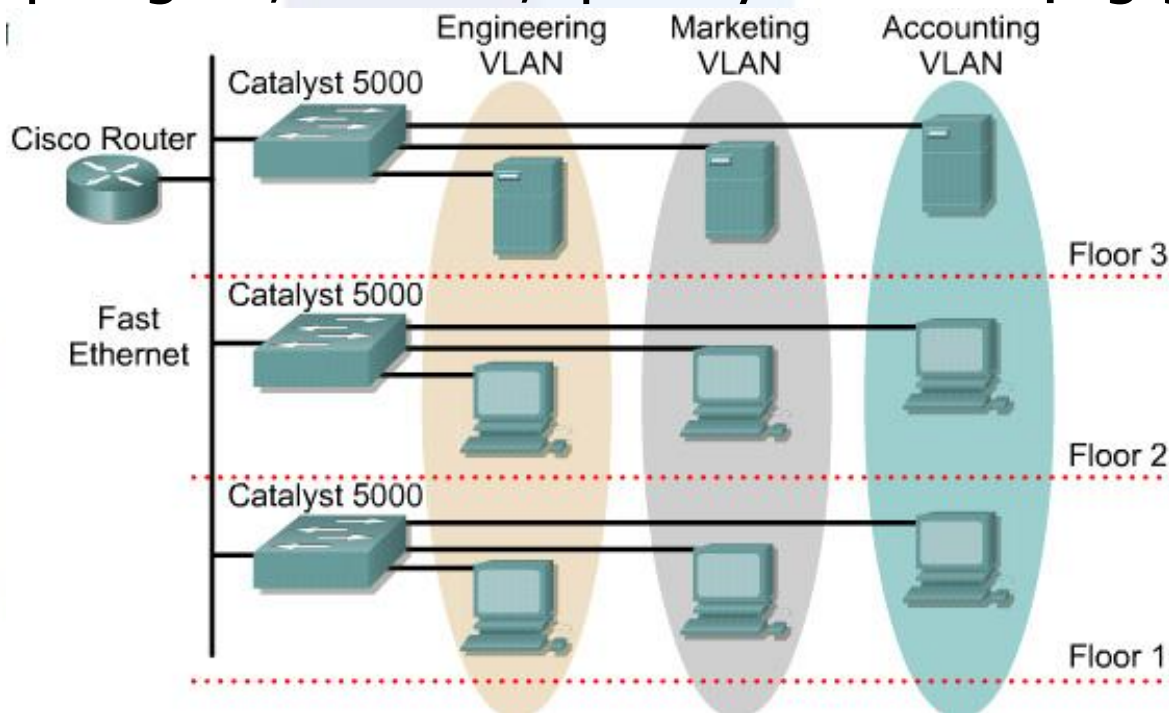 Engineering
VLAN
Marketing
VLAN
Accounting
VLAN
Catalyst 5000
Cisco Router
Floor 3
Catalyst 5000
Fast
Ethernet
Floor 2
Catalyst 5000
Floor 1